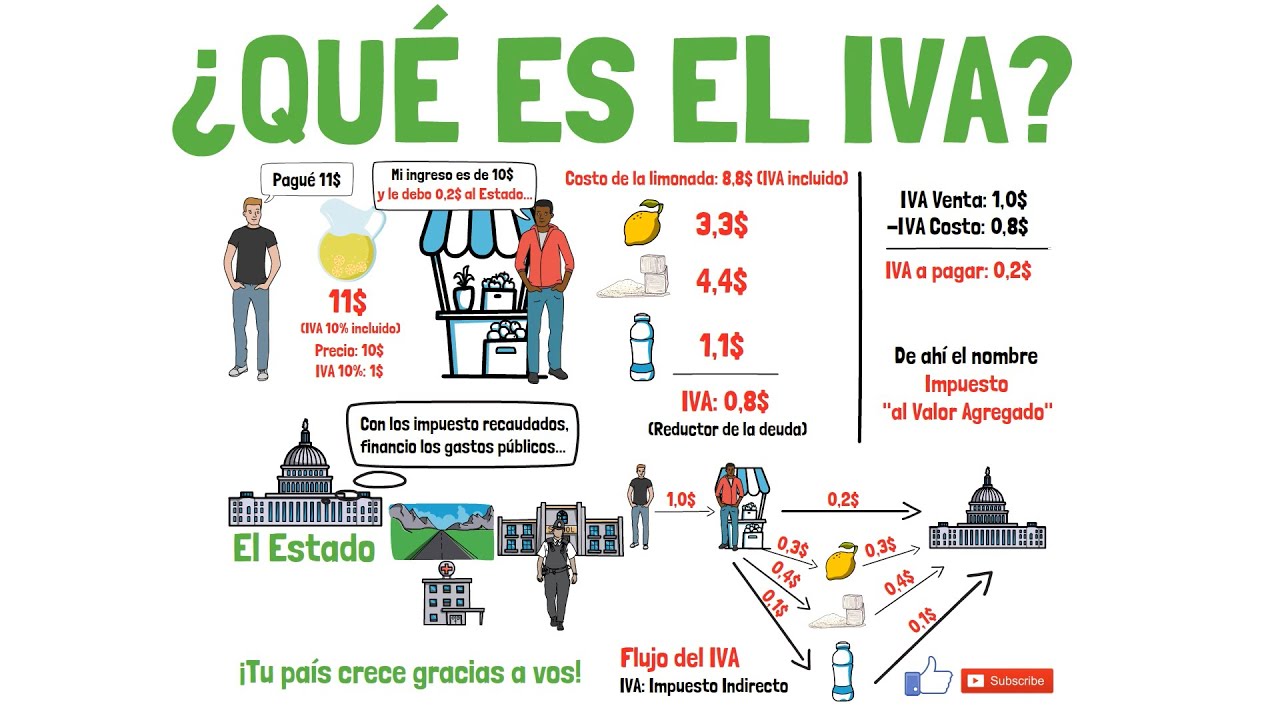 ¿QUÉ ES EL IVA?
Pagué 11$
11$
(IVA 10% incluido)
Precio: 10$
IVA 10%: 1$
Mi ingreso es de 10$
y le debo 0,2$ al Estado...
Costo de la limonada: 8,8$ (IVA incluido)
3,3$
4,4$
1,1$
IVA: 0,8$
(Reductor de la deuda)
IVA Venta: 1,0$
-IVA Costo: 0,8$
IVA a pagar: 0,2$
De ahí el nombre
Impuesto
"al Valor Agregado"
Con los impuesto recaudados,
financio los gastos públicos...
El Estado
¡Tu país crece gracias a vos!
1,0$
0,2$
0,3$
0,3$
0,4$
0,4$
0,1$
0,1$
Flujo del IVA
IVA: Impuesto Indirecto
Subscribe